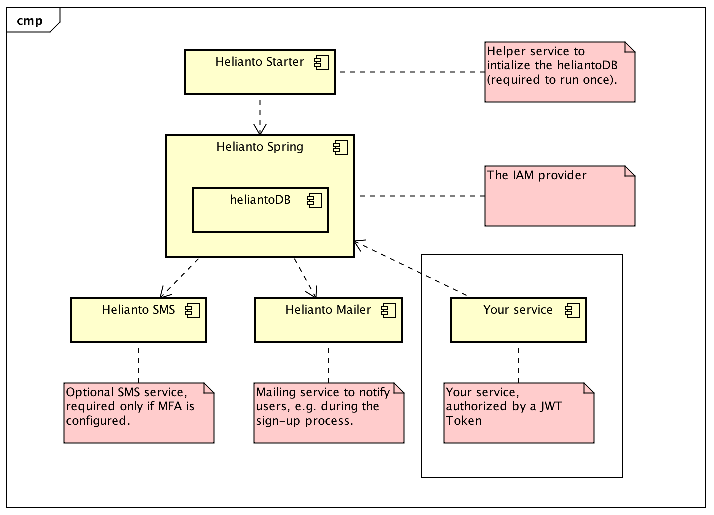 cmp
Helianto Starter
Helper service to
intialize the heliantoDB
(required to run once).
Helianto Spring
heliantoDB
The IAM provider
Helianto SMS
Helianto Mailer
Your service
Optional SMS service,
required only if MFA is
configured.
Mailing service to notify
users, e.g. during the
sign-up process.
Your service,
authorized by a JWT
Token